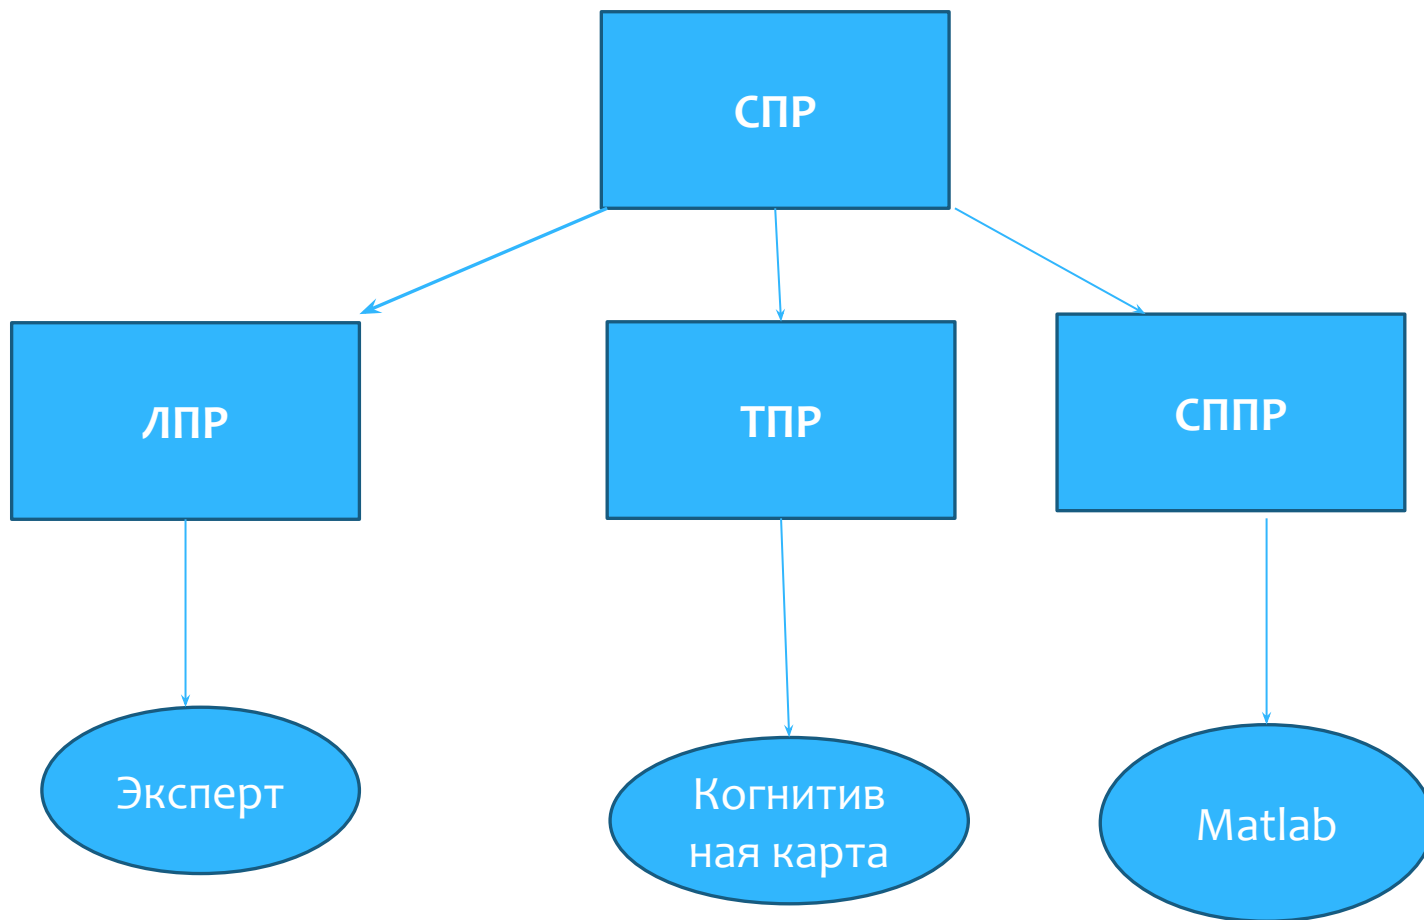 СПР
ЛПР
ТПР
СППР
Эксперт
Когнитив
ная карта
Matlab